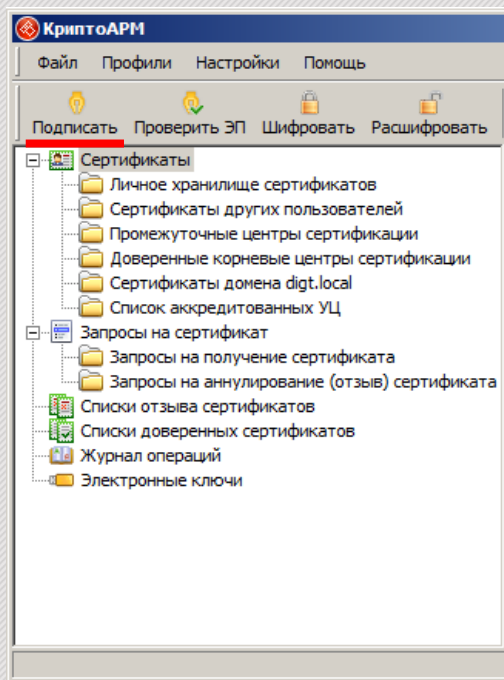 КриптоАРМ
Файл Профили Настройки Помощь
Подписать Проверить ЭП Шифровать Расшифровать
Сертификаты
Личное хранилище сертификатов
Сертификаты других пользователей
Промежуточные центры сертификации
Доверенные корневые центры сертификации
Сертификаты домена digt.local
Список аккредитованных УЦ
Запросы на сертификат
Запросы на получение сертификата
Запросы на аннулирование (отзыв) сертификата
Списки отзыва сертификатов
Списки доверенных сертификатов
Журнал операций
Электронные ключи